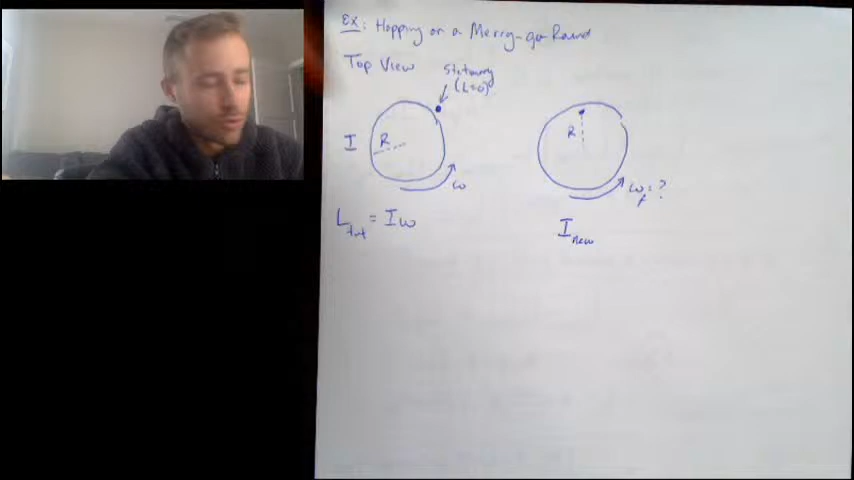 Ex: Hopping on a Merry-go-Round
Top View
Stationary
(L=0)
I
R
ω
R
ω_f = ?
L_tot = Iω
I_new